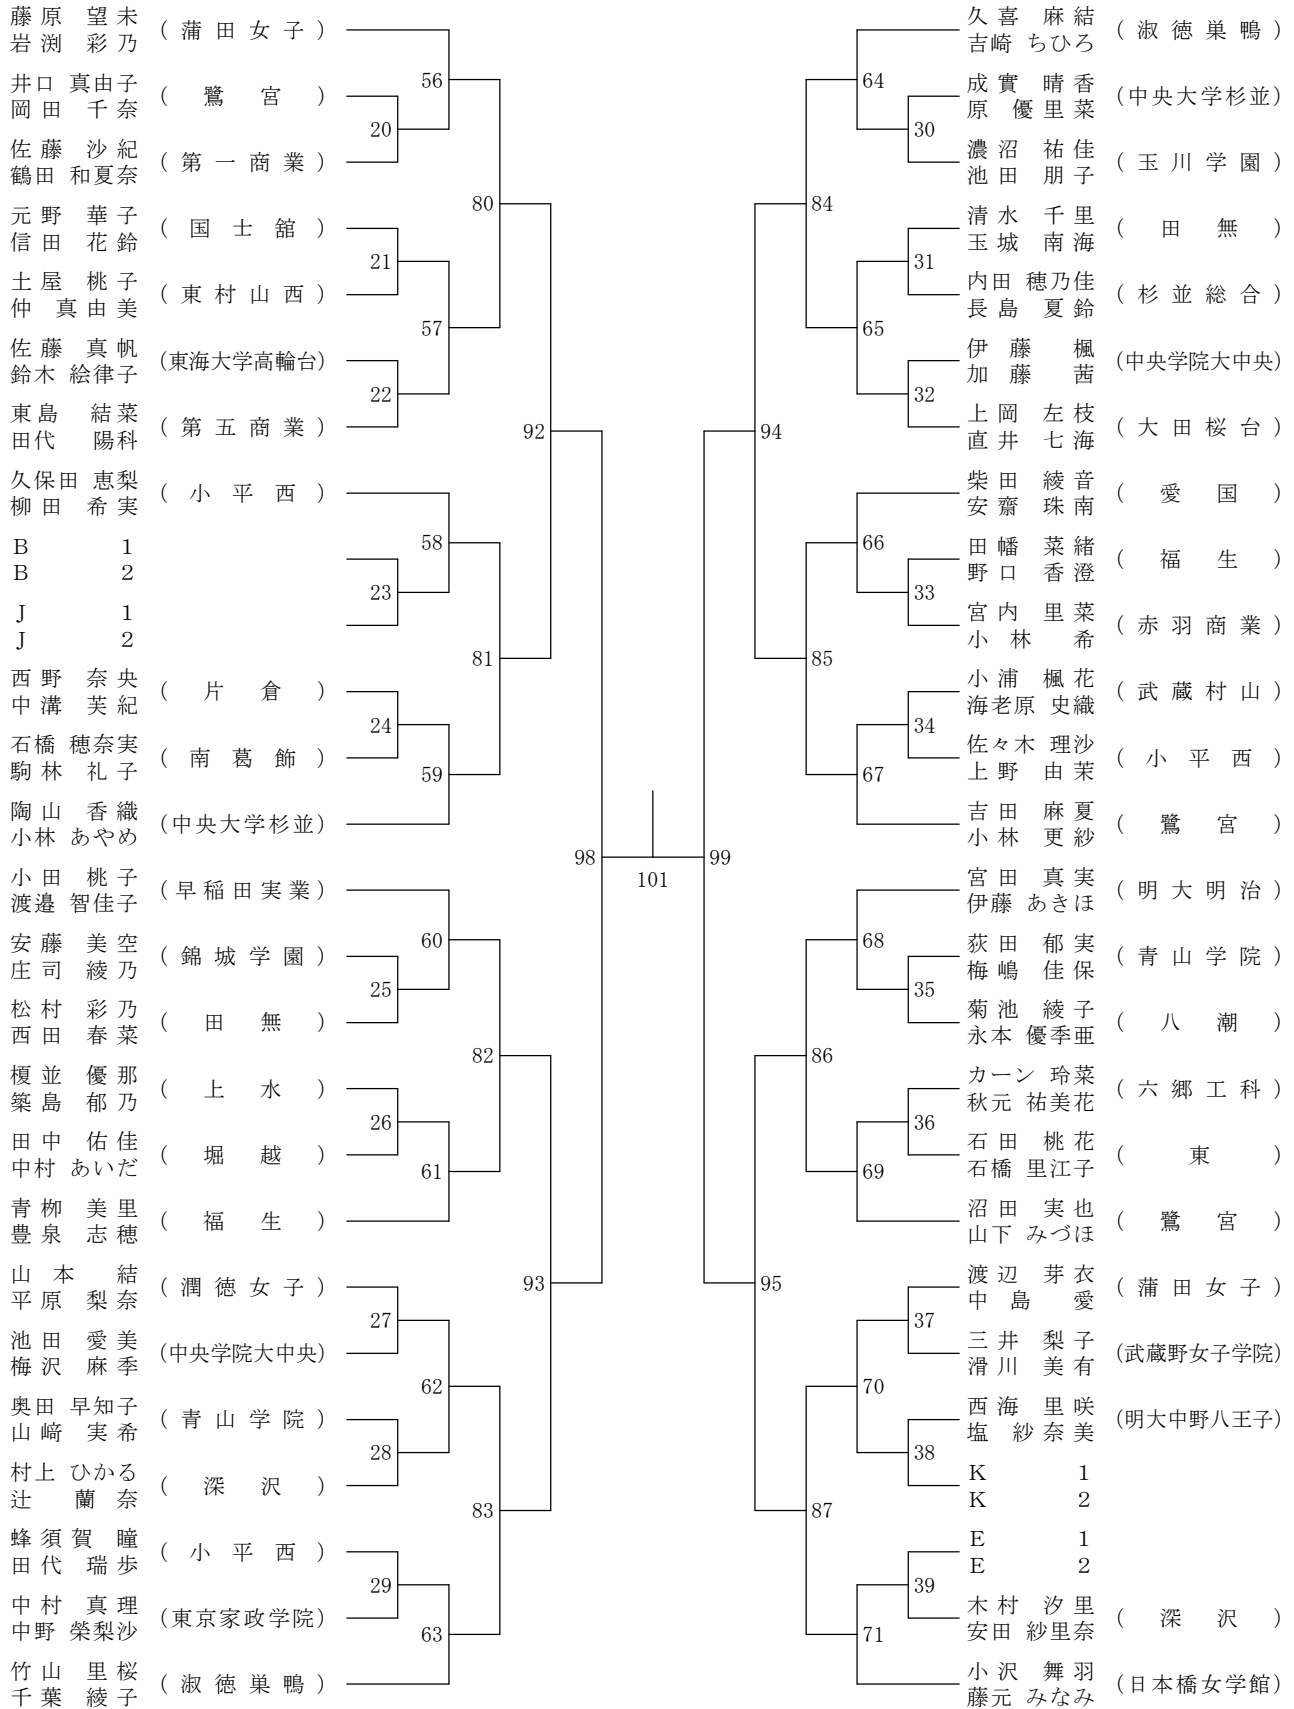 藤原 望未
岩渕 彩乃 (蒲田女子)
56
井口 真由子
岡田 千奈 (鷺宮)
20
佐藤 沙紀
鶴田 和夏奈 (第一商業)
80
元野 華子
信田 花鈴 (国士舘)
21
土屋 桃子
仲 真由美 (東村山西)
57
佐藤 真帆
鈴木 絵律子 (東海大学高輪台)
22
東島 結菜
田代 陽科 (第五商業)
92
久保田 恵梨
柳田 希実 (小平西)
58
B 1
B 2
23
J 1
J 2
81
西野 奈央
中溝 芙紀 (片倉)
24
石橋 穂奈実
駒林 礼子 (南葛飾)
59
陶山 香織
小林 あやめ (中央大学杉並)
98
小田 桃子
渡邉 智佳子 (早稲田実業)
60
安藤 美空
庄司 綾乃 (錦城学園)
25
松村 彩乃
西田 春菜 (田無)
82
榎並 優那
築島 郁乃 (上水)
26
田中 佑佳
中村 あいだ (堀越)
61
青栁 美里
豊泉 志穂 (福生)
93
山本 結
平原 梨奈 (潤徳女子)
27
池田 愛美
梅沢 麻季 (中央学院大中央)
62
奥田 早知子
山﨑 実希 (青山学院)
28
村上 ひかる
辻 蘭奈 (深沢)
83
蜂須賀 瞳
田代 瑞歩 (小平西)
29
中村 真理
中野 榮梨沙 (東京家政学院)
63
竹山 里桜
千葉 綾子 (淑徳巣鴨)
101
久喜 麻結
吉崎 ちひろ (淑徳巣鴨)
64
成實 晴香
原 優里菜 (中央大学杉並)
30
濃沼 祐佳
池田 朋子 (玉川学園)
84
清水 千里
玉城 南海 (田無)
31
内田 穂乃佳
長島 夏鈴 (杉並総合)
65
伊藤 楓
加藤 茜 (中央学院大中央)
32
上岡 左枝
直井 七海 (大田桜台)
94
柴田 綾音
安齋 珠南 (愛国)
66
田幡 菜緒
野口 香澄 (福生)
33
宮内 里菜
小林 希 (赤羽商業)
85
小浦 楓花
海老原 史織 (武蔵村山)
34
佐々木 理沙
上野 由茉 (小平西)
67
吉田 麻夏
小林 更紗 (鷺宮)
99
宮田 真実
伊藤 あきほ (明大明治)
68
荻田 郁実
梅嶋 佳保 (青山学院)
35
菊池 綾子
永本 優季亜 (八潮)
86
カーン 玲菜
秋元 祐美花 (六郷工科)
36
石田 桃花
石橋 里江子 (東)
69
沼田 実也
山下 みづほ (鷺宮)
95
渡辺 芽衣
中島 愛 (蒲田女子)
37
三井 梨子
滑川 美有 (武蔵野女子学院)
70
西海 里咲
塩 紗奈美 (明大中野八王子)
38
K 1
K 2
87
E 1
E 2
39
木村 汐里
安田 紗里奈 (深沢)
71
小沢 舞羽
藤元 みなみ (日本橋女学館)